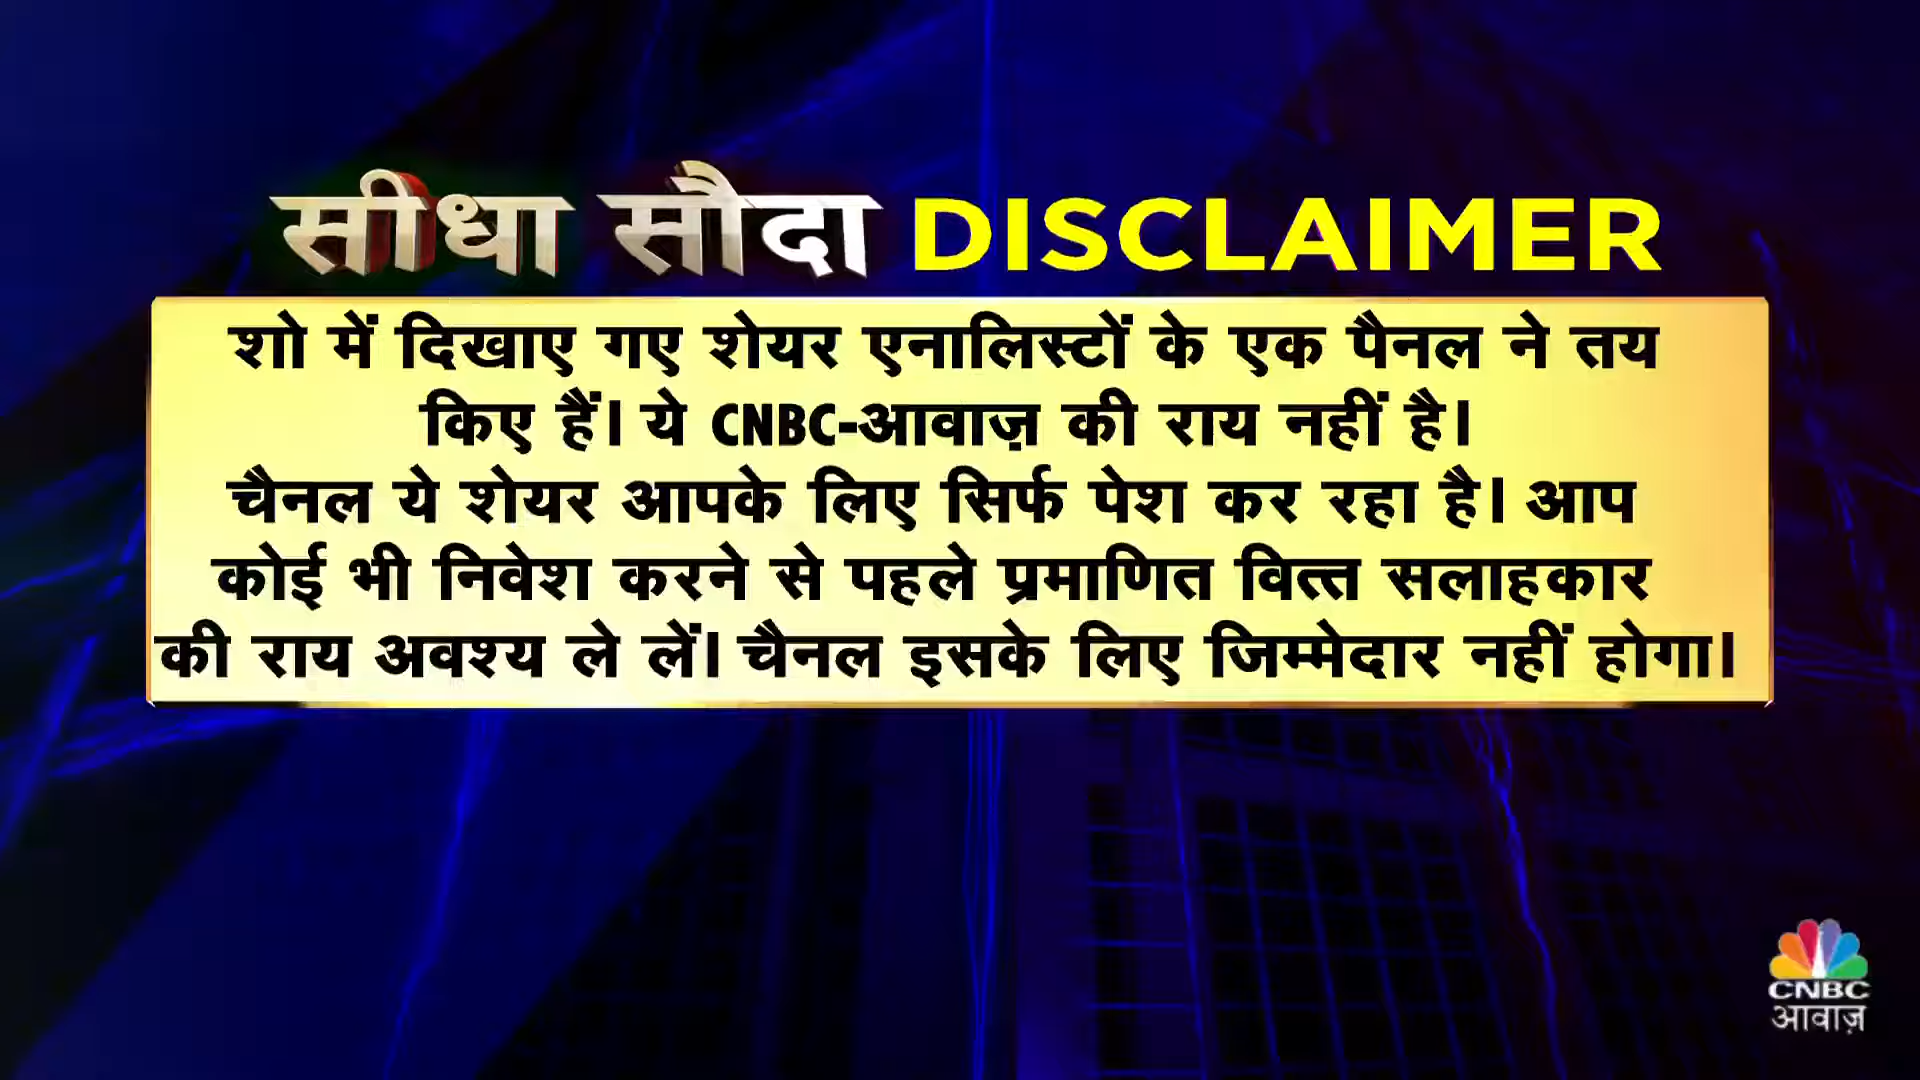 सीधा सौदा DISCLAIMER
शो में दिखाए गए शेयर एनालिस्टों के एक पैनल ने तय
किए हैं। ये CNBC-आवाज़ की राय नहीं है।
चैनल ये शेयर आपके लिए सिर्फ पेश कर रहा है। आप
कोई भी निवेश करने से पहले प्रमाणित वित्त सलाहकार
की राय अवश्य ले लें। चैनल इसके लिए जिम्मेदार नहीं होगा।
CNBC
आवाज़